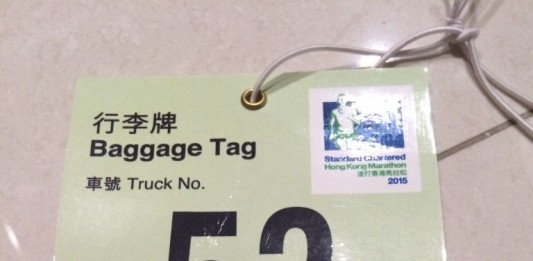 行李牌
Baggage Tag
車號 Truck No.
Standard Chartered
Hong Kong Marathon
渣打香港馬拉松
2015